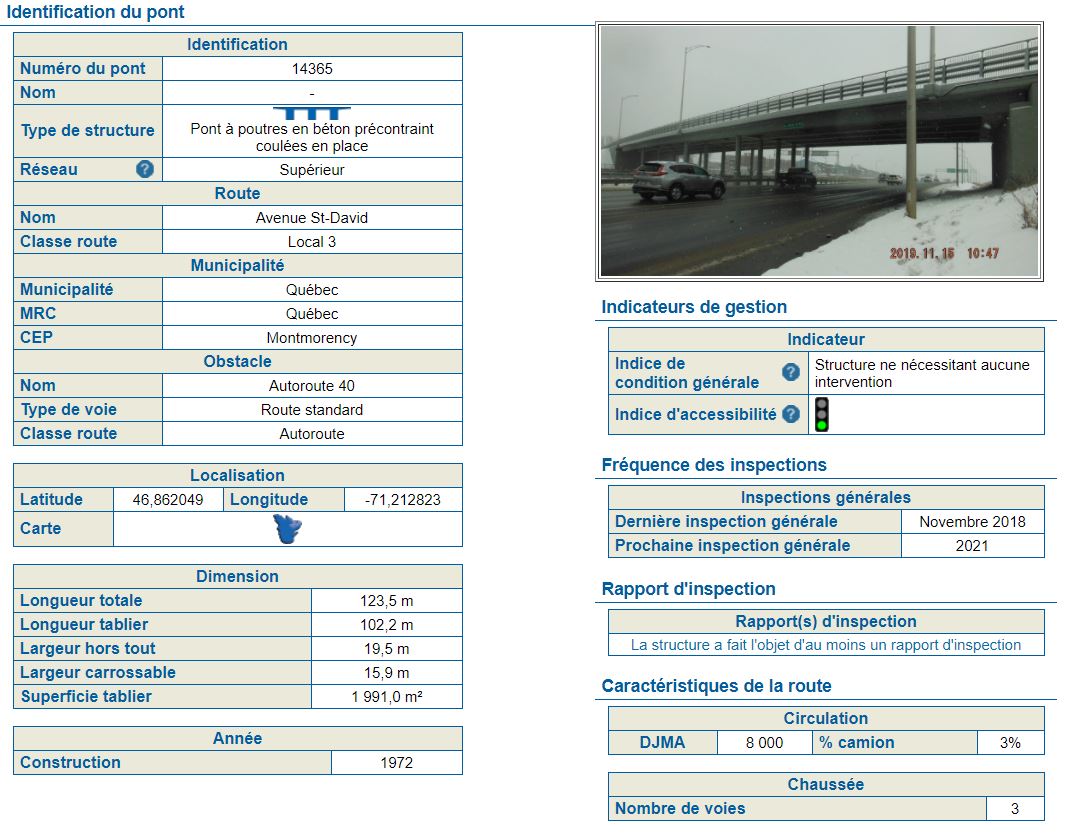 Identification du pont
Identification
Numéro du pont 14365
Nom -
Type de structure Pont à poutres en béton précontraint
coulées en place
Réseau ? Supérieur
Route
Nom Avenue St-David
Classe route Local 3
Municipalité
Municipalité Québec
MRC Québec
CEP Montmorency
Obstacle
Nom Autoroute 40
Type de voie Route standard
Classe route Autoroute
Localisation
Latitude 46,862049 Longitude -71,212823
Carte
Dimension
Longueur totale 123,5 m
Longueur tablier 102,2 m
Largeur hors tout 19,5 m
Largeur carrossable 15,9 m
Superficie tablier 1 991,0 m²
Année
Construction 1972
2019.11.15 10:47
Indicateurs de gestion
Indicateur
Indice de
condition générale ? Structure ne nécessitant aucune
intervention
Indice d'accessibilité ?
Fréquence des inspections
Inspections générales
Dernière inspection générale Novembre 2018
Prochaine inspection générale 2021
Rapport d'inspection
Rapport(s) d'inspection
La structure a fait l'objet d'au moins un rapport d'inspection
Caractéristiques de la route
Circulation
DJMA 8 000 % camion 3%
Chaussée
Nombre de voies 3